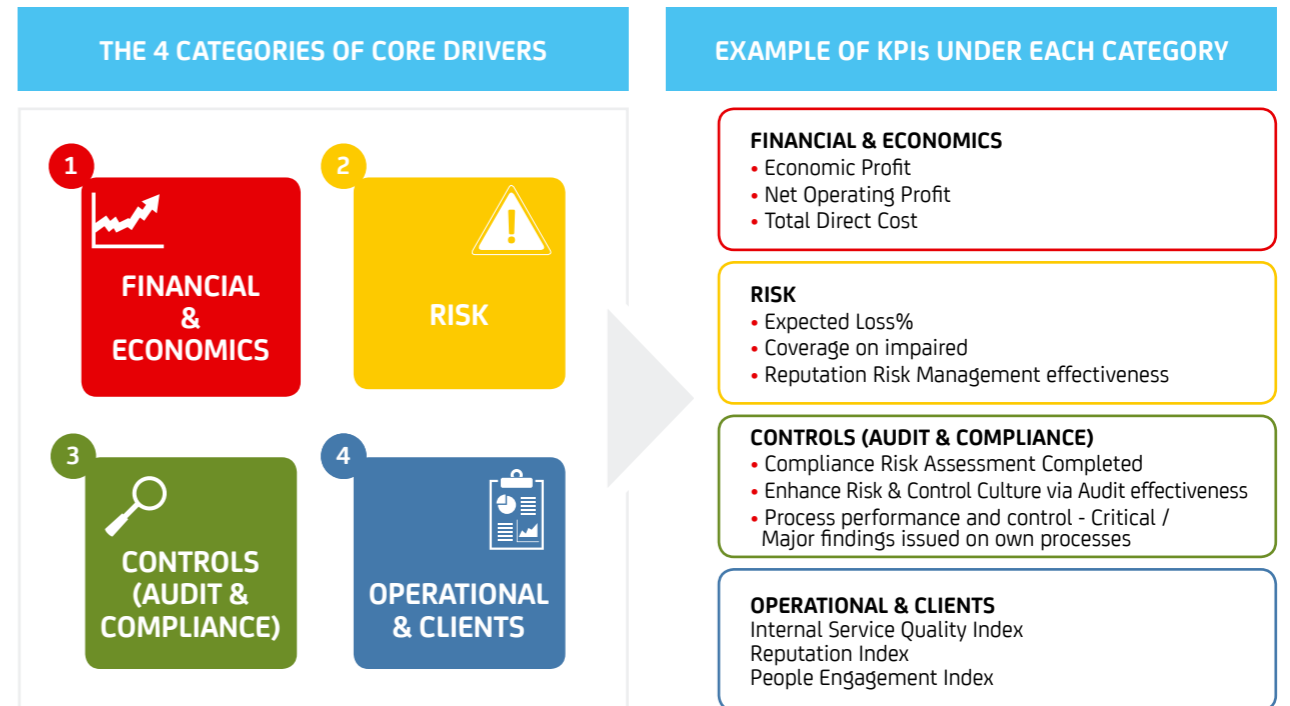 THE 4 CATEGORIES OF CORE DRIVERS
1
FINANCIAL
&
ECONOMICS
2
RISK
3
CONTROLS
(AUDIT &
COMPLIANCE)
4
OPERATIONAL
& CLIENTS
EXAMPLE OF KPIs UNDER EACH CATEGORY
FINANCIAL & ECONOMICS
• Economic Profit
• Net Operating Profit
• Total Direct Cost
RISK
• Expected Loss%
• Coverage on impaired
• Reputation Risk Management effectiveness
CONTROLS (AUDIT & COMPLIANCE)
• Compliance Risk Assessment Completed
• Enhance Risk & Control Culture via Audit effectiveness
• Process performance and control - Critical /
Major findings issued on own processes
OPERATIONAL & CLIENTS
Internal Service Quality Index
Reputation Index
People Engagement Index